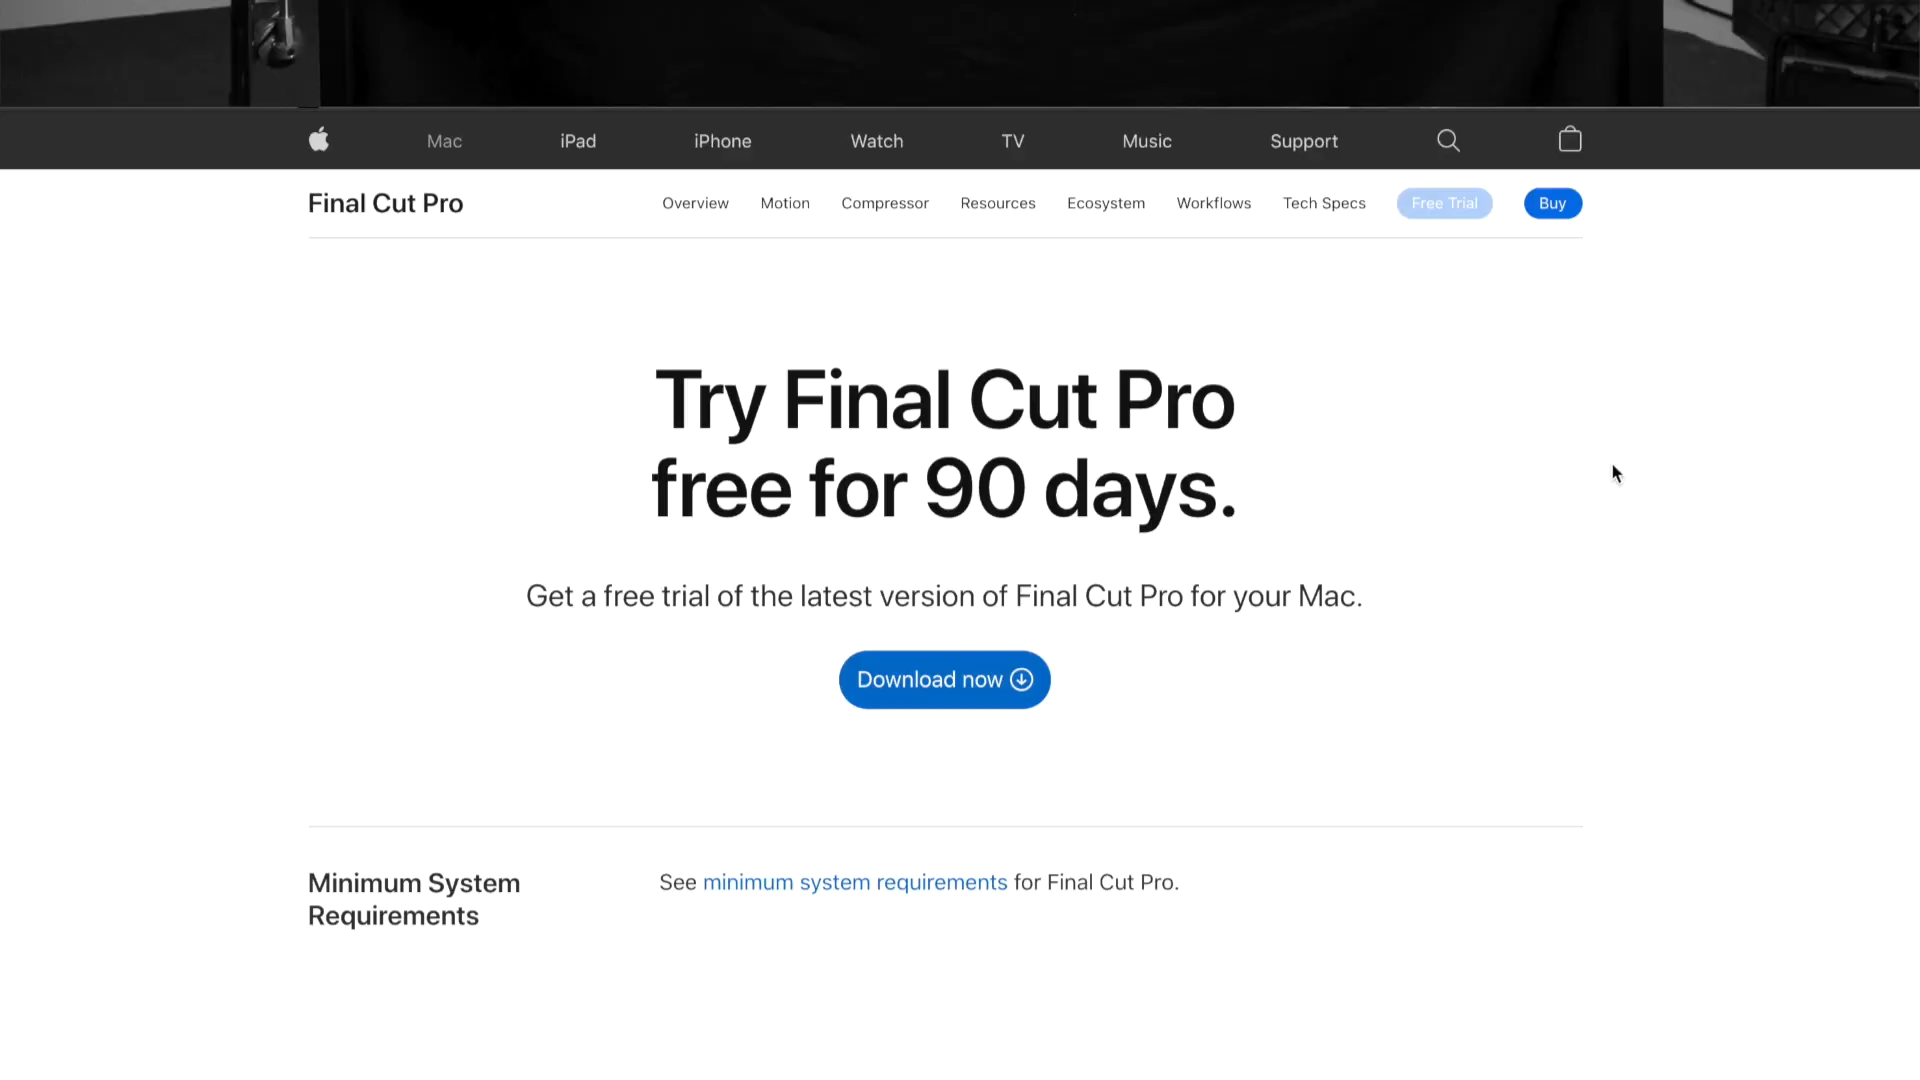 Mac iPad iPhone Watch TV Music Support
Final Cut Pro Overview Motion Compressor Resources Ecosystem Workflows Tech Specs Free Trial Buy
Try Final Cut Pro
free for 90 days.
Get a free trial of the latest version of Final Cut Pro for your Mac.
Download now
Minimum System
Requirements
See minimum system requirements for Final Cut Pro.